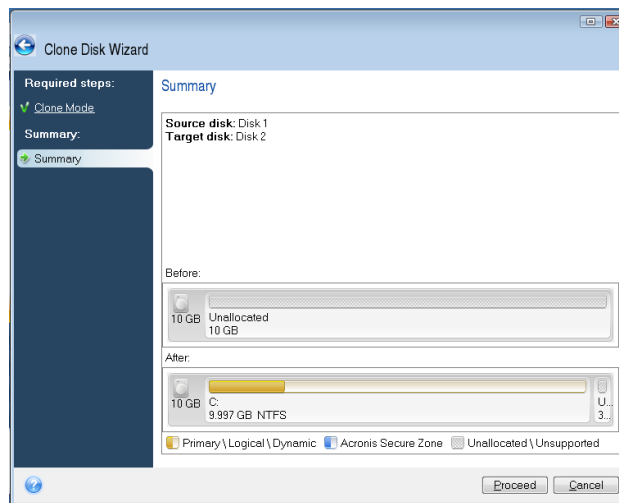 Clone Disk Wizard
Required steps:
Clone Mode
Summary:
Summary
Summary
Source disk: Disk 1
Target disk: Disk 2
Before:
10 GB
Unallocated
10 GB
After:
10 GB
C:
9.997 GB NTFS
U...
3...
Primary \ Logical \ Dynamic Acronis Secure Zone Unallocated \ Unsupported
?
Proceed Cancel